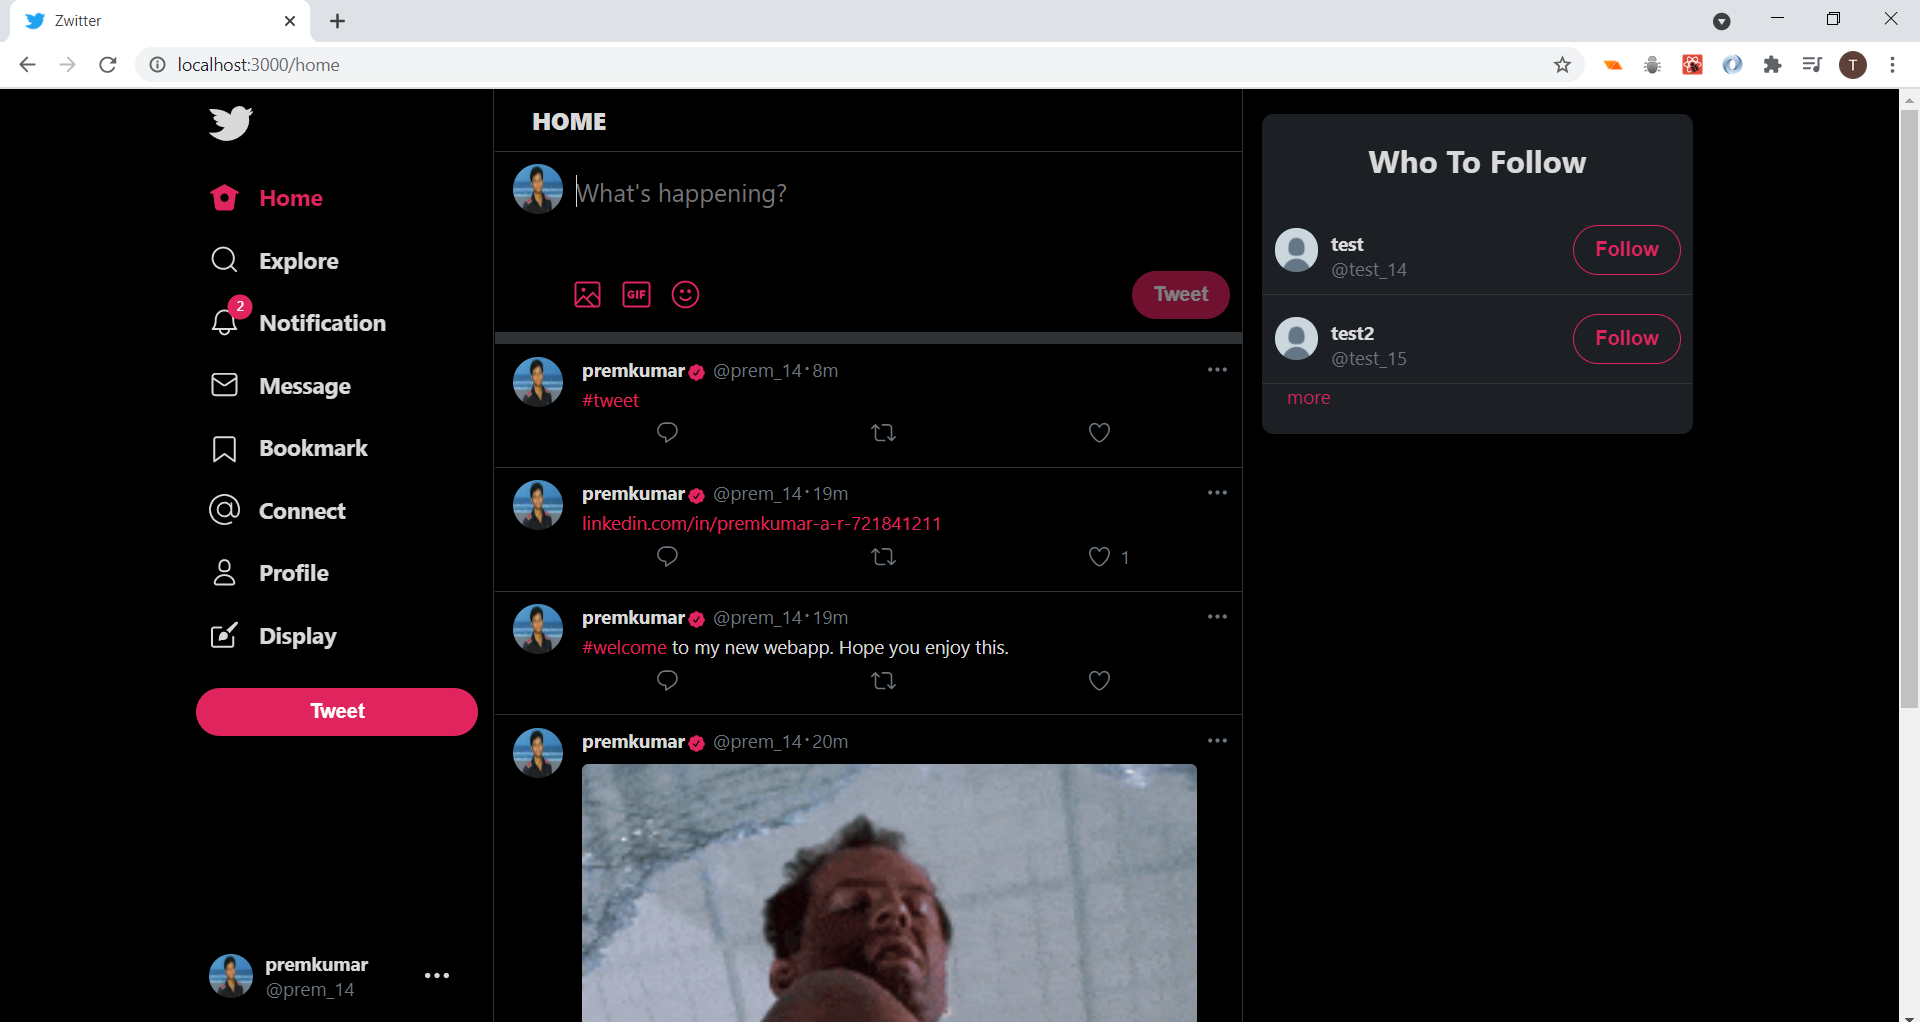 Zwitter
localhost:3000/home
T
HOME
Home
Explore
2
Notification
Message
Bookmark
Connect
Profile
Display
Tweet
premkumar
@prem_14
What's happening?
GIF
Tweet
premkumar @prem_14·8m
#tweet
premkumar @prem_14·19m
linkedin.com/in/premkumar-a-r-721841211
1
premkumar @prem_14·19m
#welcome to my new webapp. Hope you enjoy this.
premkumar @prem_14·20m
Who To Follow
test
@test_14
Follow
test2
@test_15
Follow
more